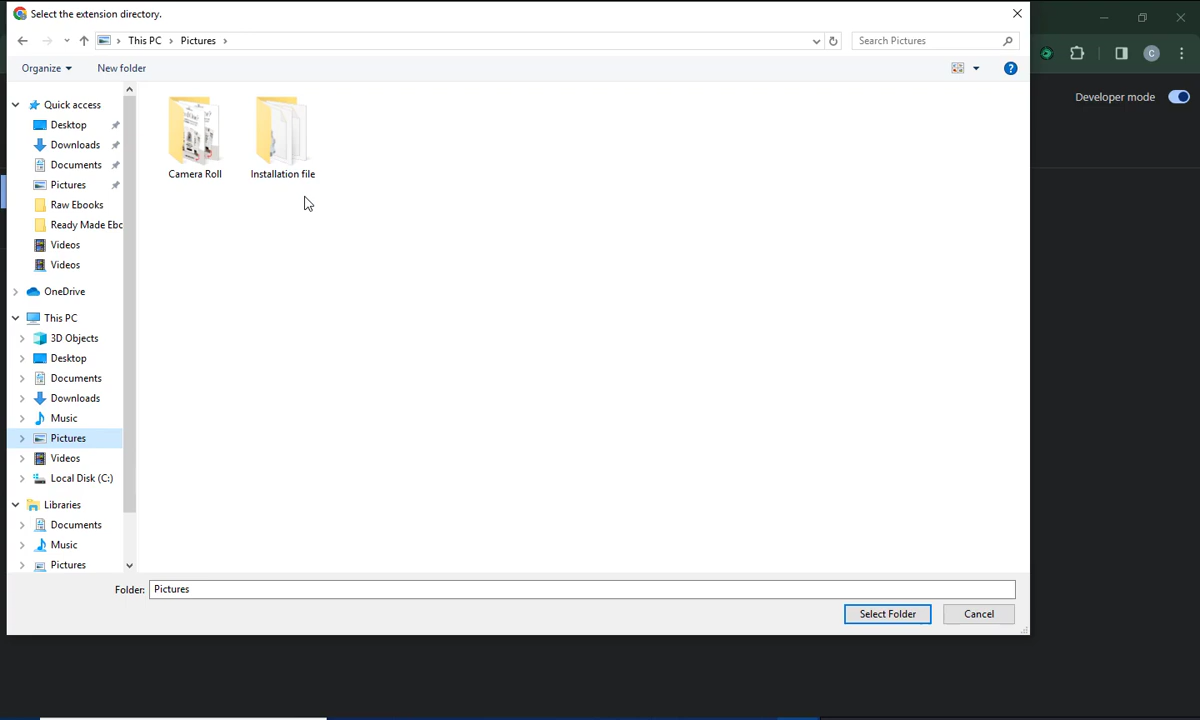 Select the extension directory.
This PC
Pictures
Search Pictures
Organize
New folder
Developer mode
C
Quick access
Desktop
Downloads
Documents
Pictures
Raw Ebooks
Ready Made Ebc
Videos
Videos
OneDrive
This PC
3D Objects
Desktop
Documents
Downloads
Music
Pictures
Videos
Local Disk (C:)
Libraries
Documents
Music
Pictures
Camera Roll
Installation file
Folder: Pictures
Select Folder
Cancel